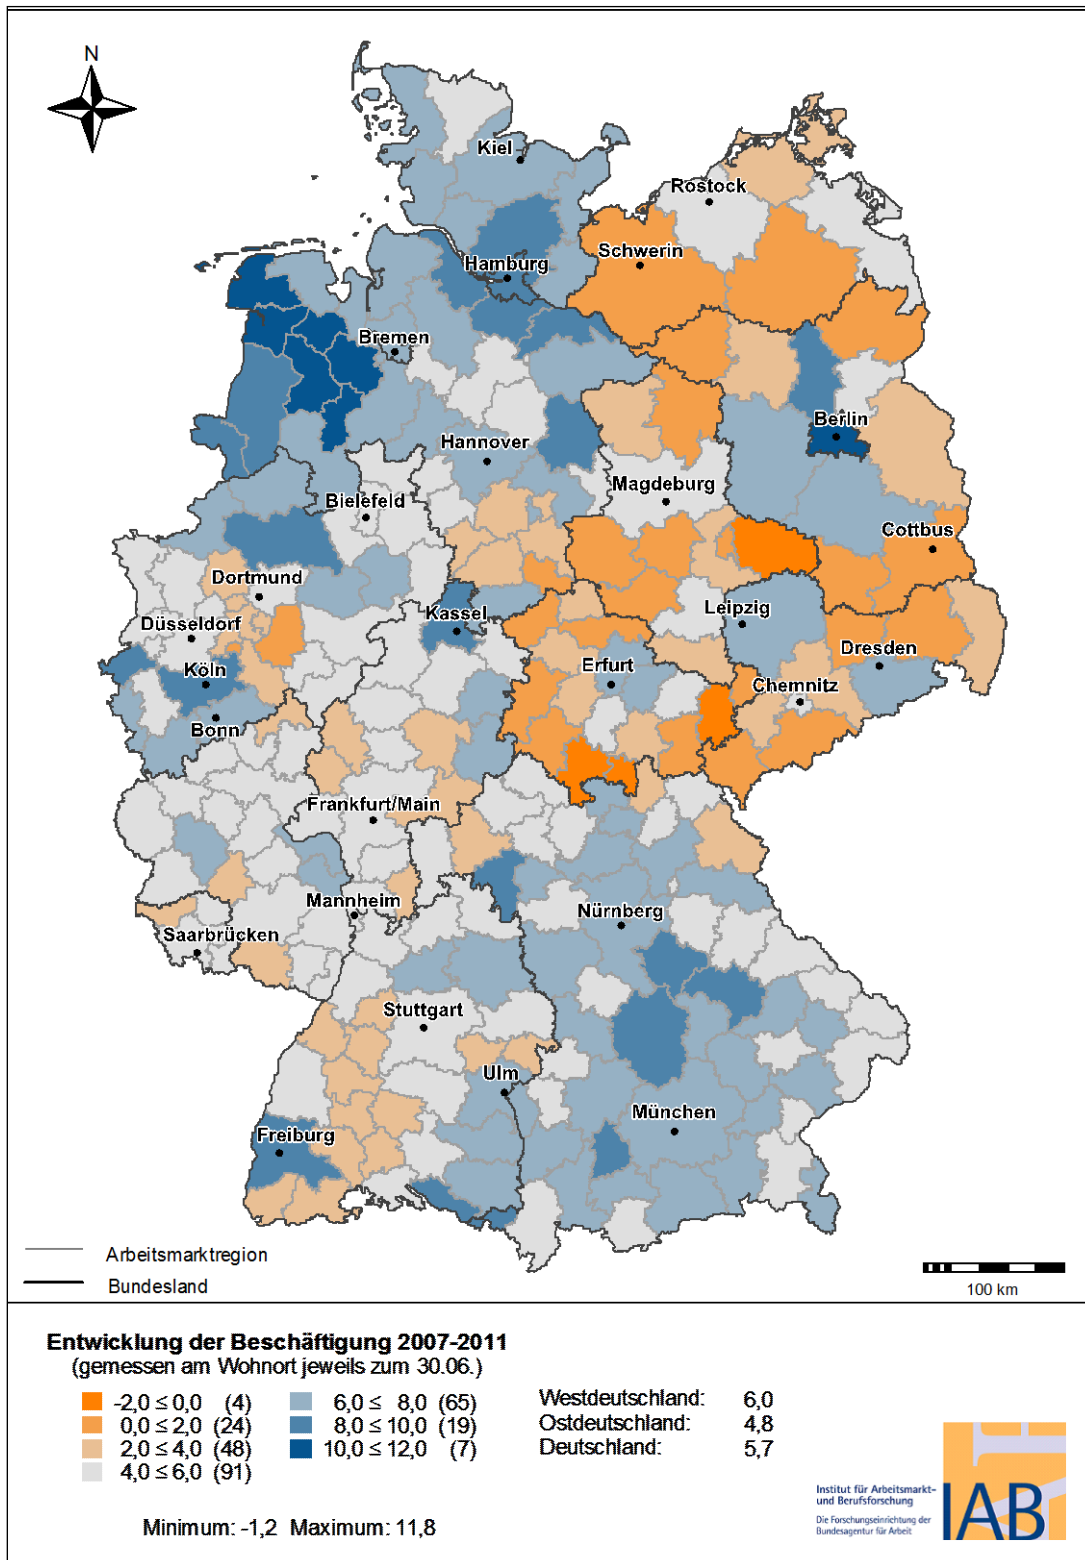 N
Kiel
Rostock
Schwerin
Hamburg
Bremen
Berlin
Hannover
Magdeburg
Bielefeld
Cottbus
Dortmund
Leipzig
Kassel
Düsseldorf
Dresden
Köln
Erfurt
Chemnitz
Bonn
Frankfurt/Main
Mannheim
Nürnberg
Saarbrücken
Stuttgart
Ulm
München
Freiburg
Arbeitsmarktregion
Bundesland
100 km
Entwicklung der Beschäftigung 2007-2011
(gemessen am Wohnort jeweils zum 30.06.)
-2,0 ≤ 0,0 (4)
0,0 ≤ 2,0 (24)
2,0 ≤ 4,0 (48)
4,0 ≤ 6,0 (91)
6,0 ≤ 8,0 (65)
8,0 ≤ 10,0 (19)
10,0 ≤ 12,0 (7)
Westdeutschland: 6,0
Ostdeutschland: 4,8
Deutschland: 5,7
Minimum: -1,2 Maximum: 11,8
Institut für Arbeitsmarkt-
und Berufsforschung
Die Forschungseinrichtung der
Bundesagentur für Arbeit
IAB